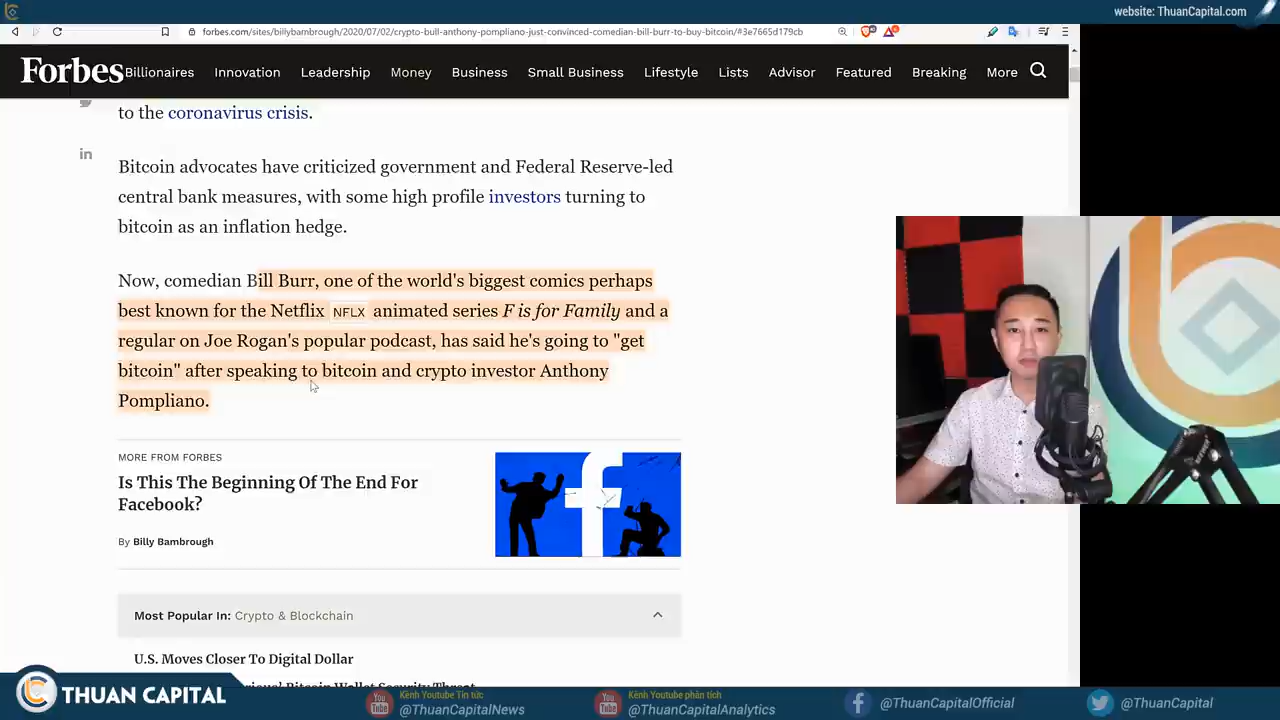 website: ThuanCapital.com
forbes.com/sites/billybambrough/2020/07/02/crypto-bull-anthony-pompliano-just-convinced-comedian-bill-burr-to-buy-bitcoin/#3e7665d179cb
Forbes Billionaires Innovation Leadership Money Business Small Business Lifestyle Lists Advisor Featured Breaking More
to the coronavirus crisis.
Bitcoin advocates have criticized government and Federal Reserve-led
central bank measures, with some high profile investors turning to
bitcoin as an inflation hedge.
Now, comedian Bill Burr, one of the world's biggest comics perhaps
best known for the Netflix NFLX animated series F is for Family and a
regular on Joe Rogan's popular podcast, has said he's going to "get
bitcoin" after speaking to bitcoin and crypto investor Anthony
Pompliano.
MORE FROM FORBES
Is This The Beginning Of The End For
Facebook?
By Billy Bambrough
Most Popular In: Crypto & Blockchain
U.S. Moves Closer To Digital Dollar
Bitcoin Wallet Security Threat
THUAN CAPITAL
Kênh Youtube Tin tức
@ThuanCapitalNews
Kênh Youtube phân tích
@ThuanCapitalAnalytics
@ThuanCapitalOfficial
@ThuanCapital